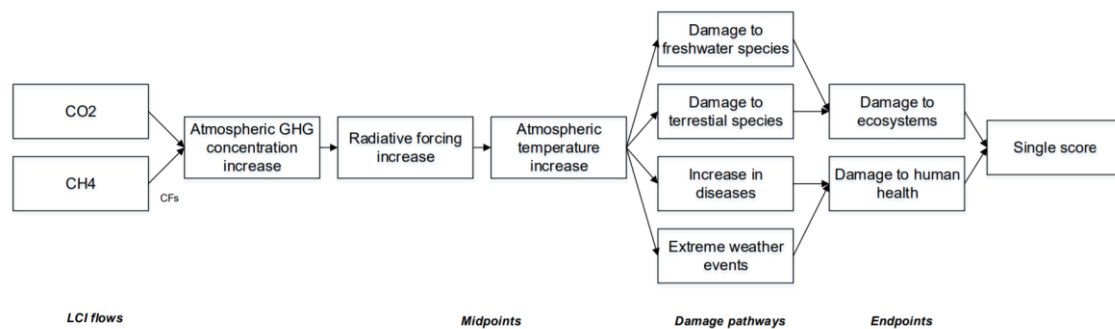 CO2
CH4
CFs
Atmospheric GHG
concentration
increase
Radiative forcing
increase
Atmospheric
temperature
increase
Damage to
freshwater species
Damage to
terrestial species
Increase in
diseases
Extreme weather
events
Damage to
ecosystems
Damage to human
health
Single score
LCI flows
Midpoints
Damage pathways
Endpoints